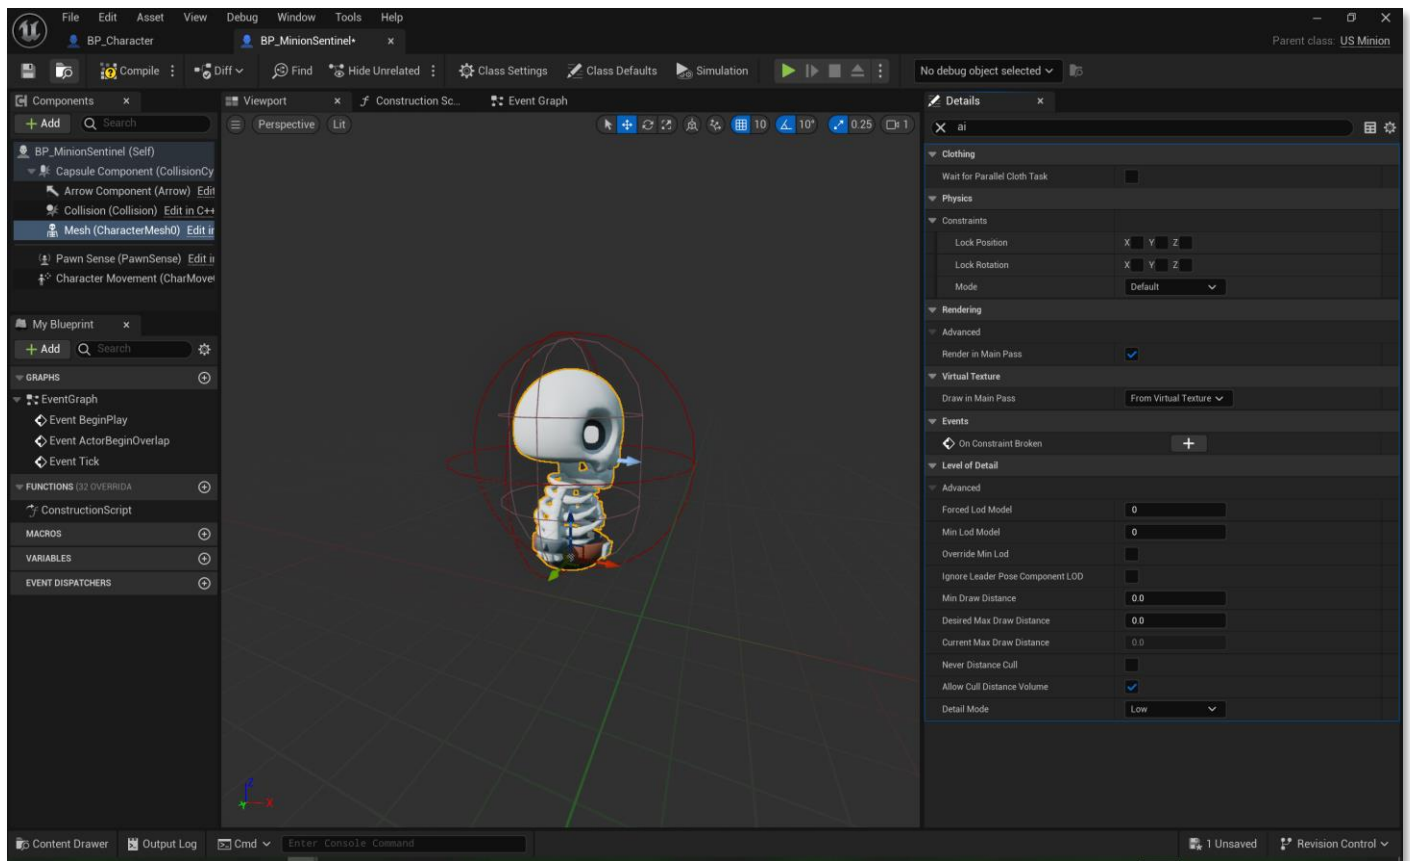 File Edit Asset View Debug Window Tools Help
BP_Character
BP_MinionSentinel•
Parent class: US Minion
Compile
Diff
Find
Hide Unrelated
Class Settings
Class Defaults
Simulation
No debug object selected
Components
Add
Search
BP_MinionSentinel (Self)
Capsule Component (CollisionCy
Arrow Component (Arrow) Edit
Collision (Collision) Edit in C++
Mesh (CharacterMesh0) Edit in
Pawn Sense (PawnSense) Edit i
Character Movement (CharMove
My Blueprint
Add
Search
GRAPHS
EventGraph
Event BeginPlay
Event ActorBeginOverlap
Event Tick
FUNCTIONS (32 OVERRIDA
ConstructionScript
MACROS
VARIABLES
EVENT DISPATCHERS
Viewport
Construction Sc...
Event Graph
Perspective
Lit
10
10°
0.25
1
Z
X
Details
ai
Clothing
Wait for Parallel Cloth Task
Physics
Constraints
Lock Position X Y Z
Lock Rotation X Y Z
Mode Default
Rendering
Advanced
Render in Main Pass
Virtual Texture
Draw in Main Pass From Virtual Texture
Events
On Constraint Broken
Level of Detail
Advanced
Forced Lod Model 0
Min Lod Model 0
Override Min Lod
Ignore Leader Pose Component LOD
Min Draw Distance 0.0
Desired Max Draw Distance 0.0
Current Max Draw Distance 0.0
Never Distance Cull
Allow Cull Distance Volume
Detail Mode Low
Content Drawer
Output Log
Cmd
Enter Console Command
1 Unsaved
Revision Control